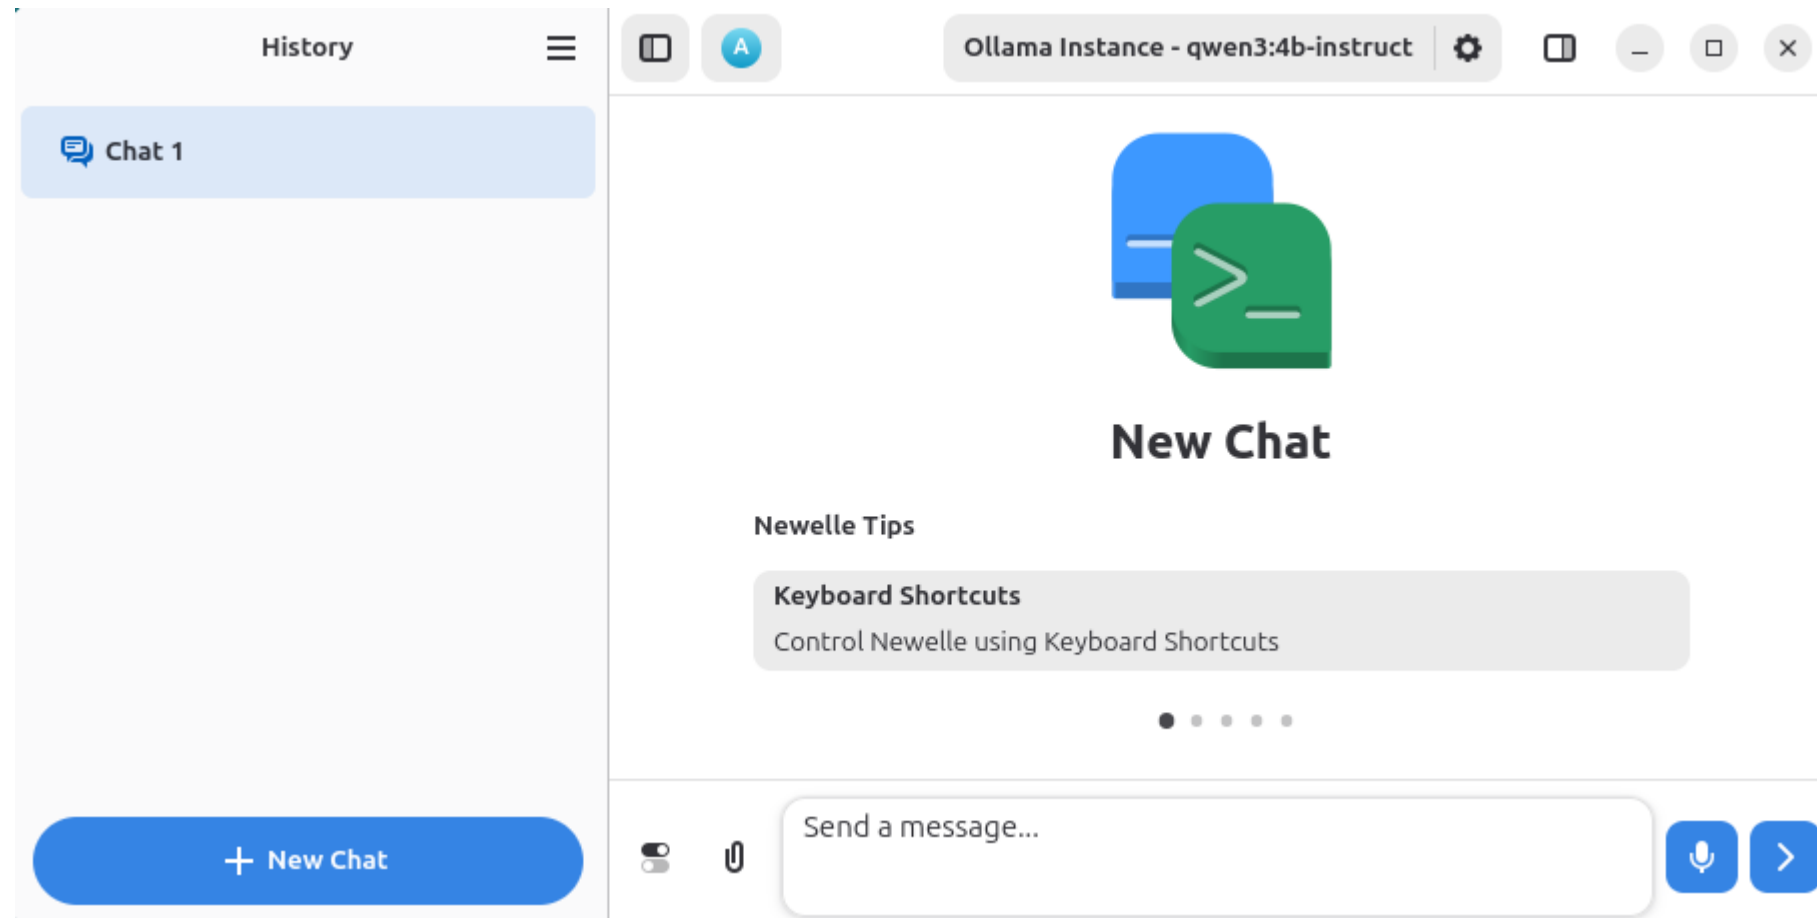 History
Chat 1
+ New Chat
A
Ollama Instance - qwen3:4b-instruct
>_
New Chat
Newelle Tips
Keyboard Shortcuts
Control Newelle using Keyboard Shortcuts
Send a message...